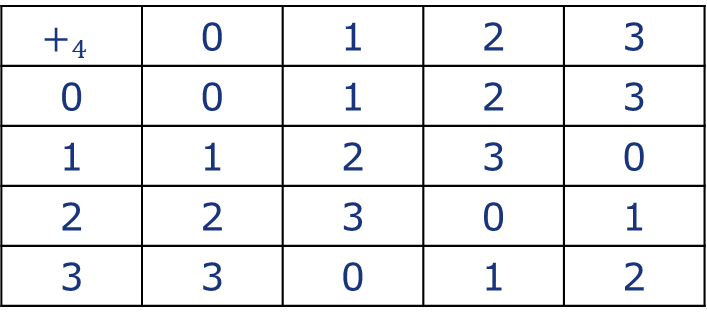 +₄ 0 1 2 3
0 0 1 2 3
1 1 2 3 0
2 2 3 0 1
3 3 0 1 2